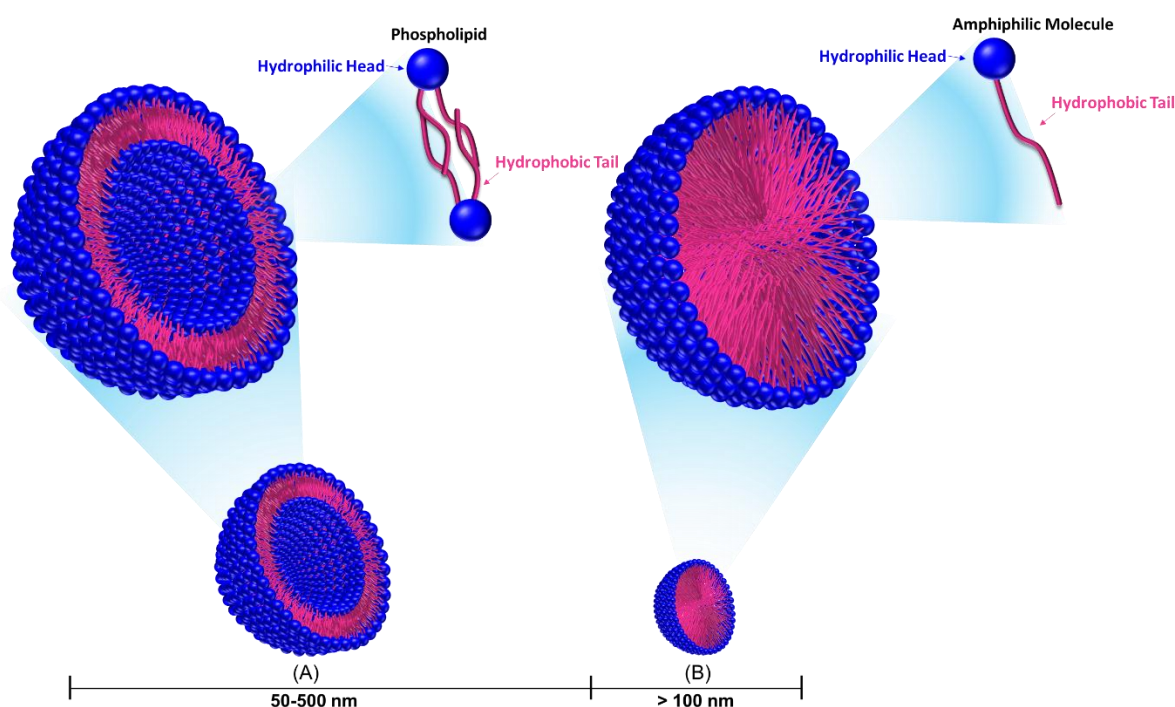 Phospholipid
Hydrophilic Head
Hydrophobic Tail
Amphiphilic Molecule
Hydrophilic Head
Hydrophobic Tail
(A)
(B)
50-500 nm
> 100 nm